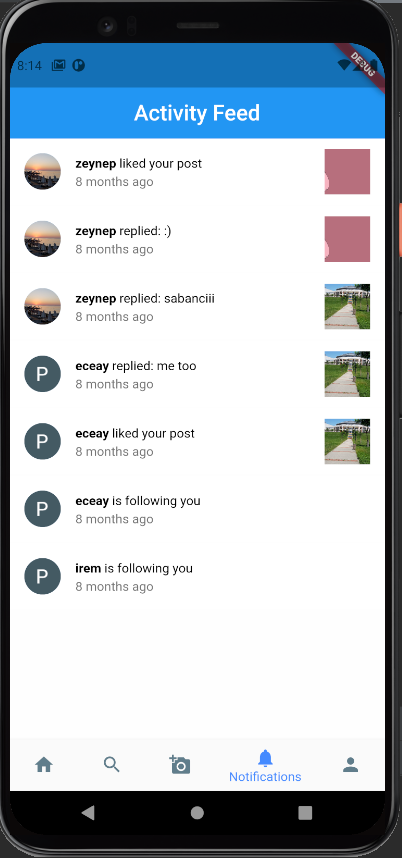 8:14
DEBUG
Activity Feed
zeynep liked your post
8 months ago
zeynep replied: :)
8 months ago
zeynep replied: sabanciii
8 months ago
P
eceay replied: me too
8 months ago
P
eceay liked your post
8 months ago
P
eceay is following you
8 months ago
P
irem is following you
8 months ago
Notifications